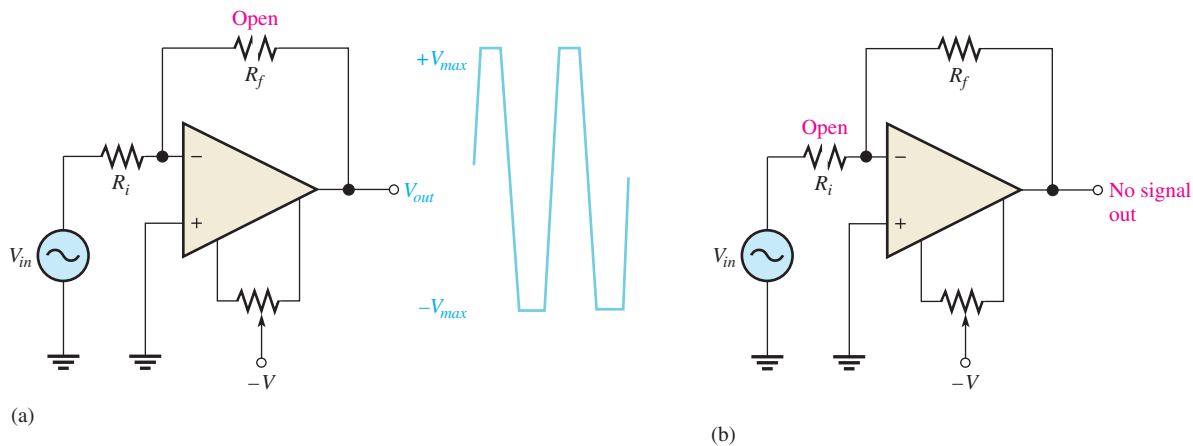 Open
R_f
R_i
−
+
V_in
V_out
−V
+V_max
−V_max
(a)
R_f
Open
R_i
−
+
V_in
No signal
out
−V
(b)